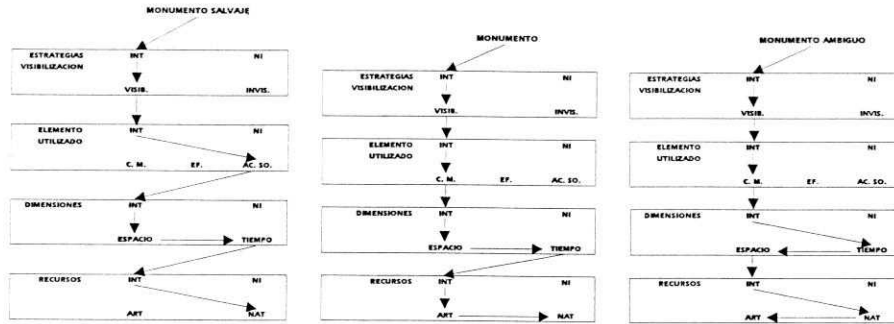 MONUMENTO SALVAJE
ESTRATEGIAS INT NI
VISIBILIZACION
VISIB. INVIS.
ELEMENTO INT NI
UTILIZADO
C. M. EF. AC. SO.
DIMENSIONES INT NI
ESPACIO TIEMPO
RECURSOS INT NI
ART NAT
MONUMENTO
ESTRATEGIAS INT NI
VISIBILIZACION
VISIB. INVIS.
ELEMENTO INT NI
UTILIZADO
C. M. EF. AC. SO.
DIMENSIONES INT NI
ESPACIO TIEMPO
RECURSOS INT NI
ART NAT
MONUMENTO AMBIGUO
ESTRATEGIAS INT NI
VISIBILIZACION
VISIB. INVIS.
ELEMENTO INT NI
UTILIZADO
C. M. EF. AC. SO.
DIMENSIONES INT NI
ESPACIO TIEMPO
RECURSOS INT NI
ART NAT